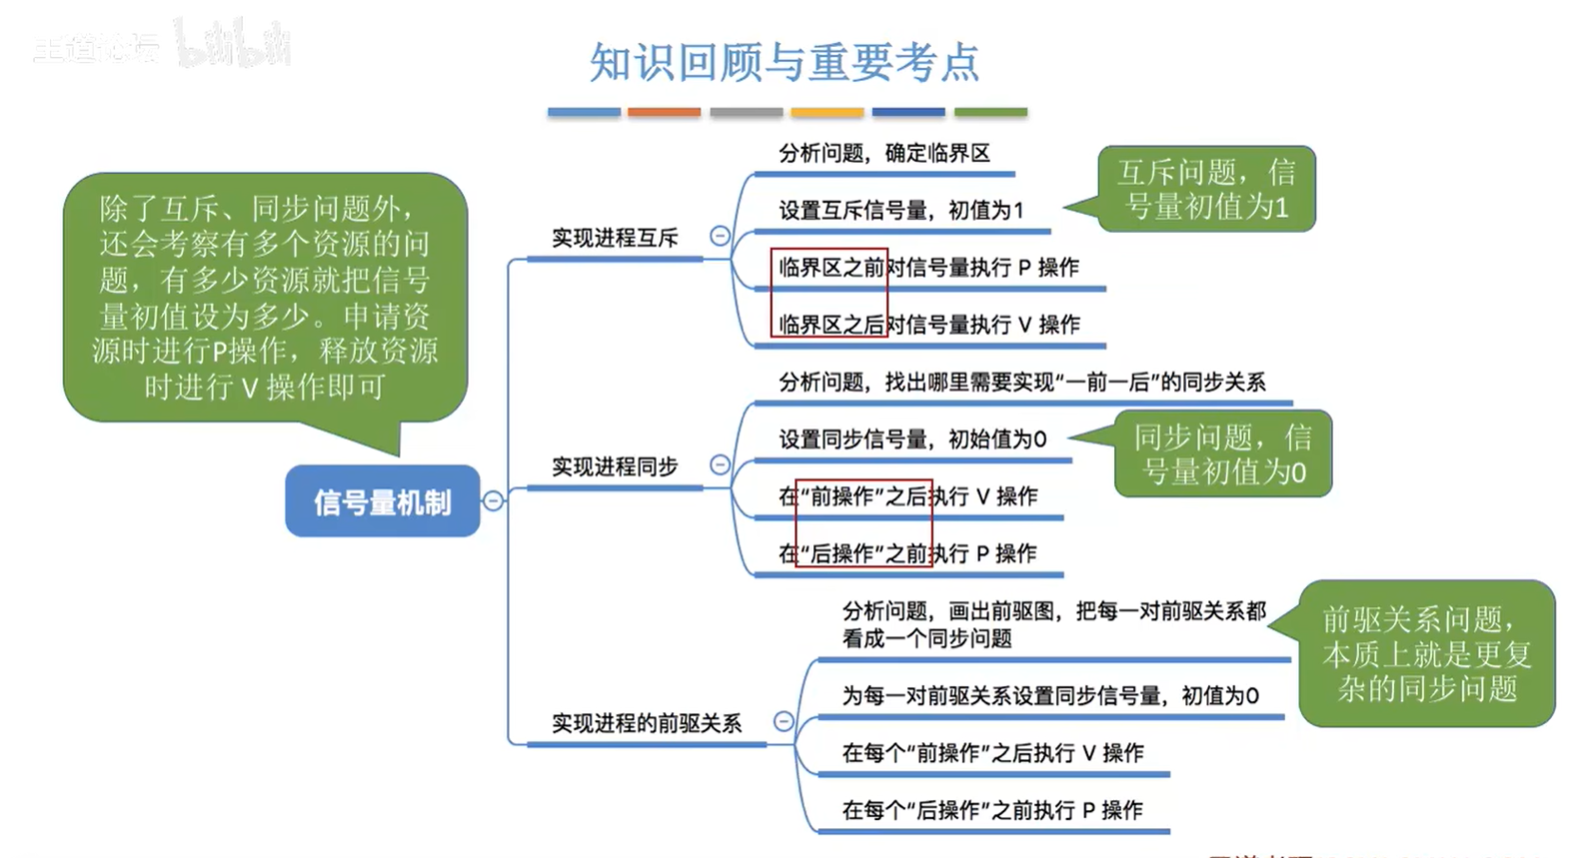 王道论坛 bilibili
知识回顾与重要考点
除了互斥、同步问题外，
还会考察有多个资源的问
题，有多少资源就把信号
量初值设为多少。申请资
源时进行P操作，释放资源
时进行 V 操作即可
信号量机制
实现进程互斥
分析问题，确定临界区
设置互斥信号量，初值为1
互斥问题，信
号量初值为1
临界区之前对信号量执行 P 操作
临界区之后对信号量执行 V 操作
实现进程同步
分析问题，找出哪里需要实现“一前一后”的同步关系
设置同步信号量，初始值为0
同步问题，信
号量初值为0
在“前操作”之后执行 V 操作
在“后操作”之前执行 P 操作
实现进程的前驱关系
分析问题，画出前驱图，把每一对前驱关系都
看成一个同步问题
前驱关系问题，
本质上就是更复
杂的同步问题
为每一对前驱关系设置同步信号量，初值为0
在每个“前操作”之后执行 V 操作
在每个“后操作”之前执行 P 操作